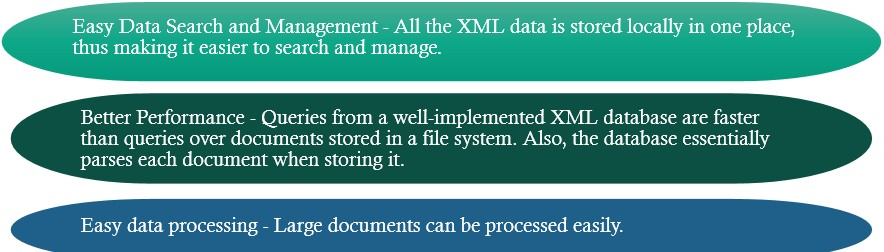 Easy Data Search and Management - All the XML data is stored locally in one place,
thus making it easier to search and manage.
Better Performance - Queries from a well-implemented XML database are faster
than queries over documents stored in a file system. Also, the database essentially
parses each document when storing it.
Easy data processing - Large documents can be processed easily.